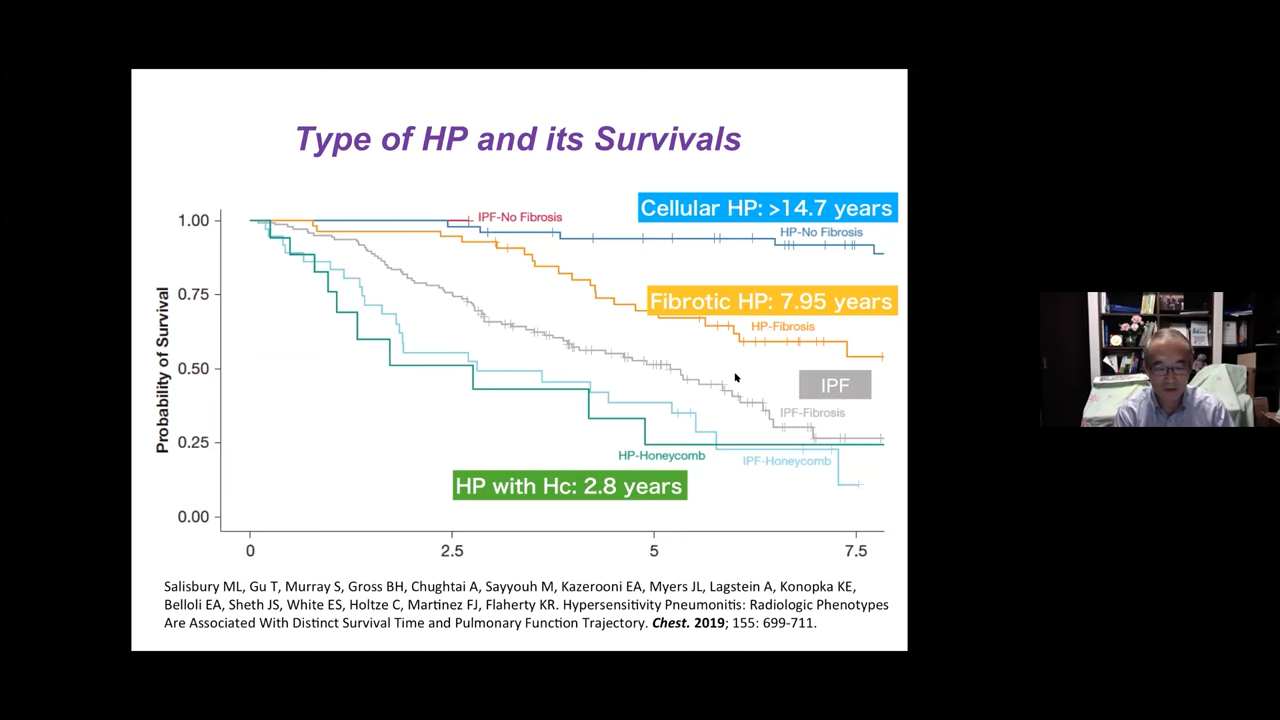 Type of HP and its Survivals
Cellular HP: >14.7 years
1.00
IPF-No Fibrosis
HP-No Fibrosis
0.75
Fibrotic HP: 7.95 years
HP-Fibrosis
Probability of Survival
0.50
IPF
IPF-Fibrosis
0.25
HP-Honeycomb
IPF-Honeycomb
HP with Hc: 2.8 years
0.00
0 2.5 5 7.5
Salisbury ML, Gu T, Murray S, Gross BH, Chughtai A, Sayyouh M, Kazerooni EA, Myers JL, Lagstein A, Konopka KE,
Belloli EA, Sheth JS, White ES, Holtze C, Martinez FJ, Flaherty KR. Hypersensitivity Pneumonitis: Radiologic Phenotypes
Are Associated With Distinct Survival Time and Pulmonary Function Trajectory. Chest. 2019; 155: 699-711.